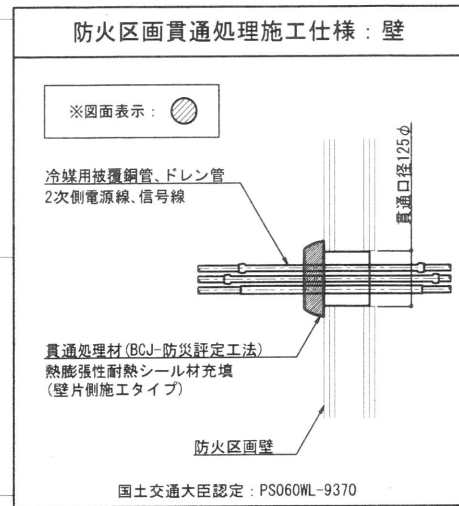 防火区画貫通処理施工仕様：壁
※図面表示：
冷媒用被覆銅管、ドレン管
2次側電源線、信号線
貫通口径125φ
貫通処理材(BCJ-防災評定工法)
熱膨張性耐熱シール材充填
(壁片側施工タイプ)
防火区画壁
国土交通大臣認定：PS060WL-9370